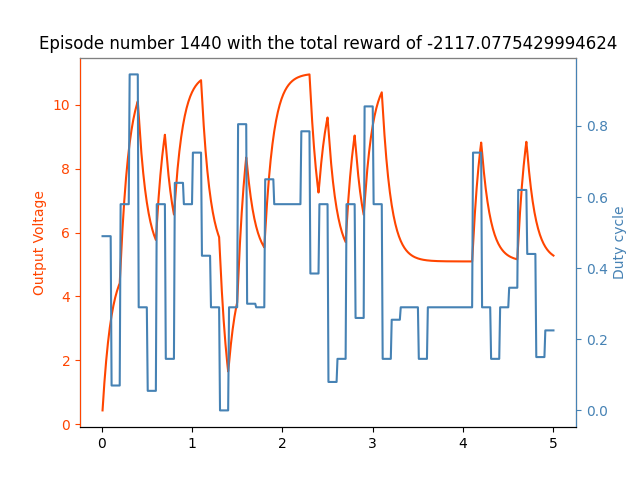 Episode number 1440 with the total reward of -2117.0775429994624
10
8
6
4
2
0
Output Voltage
0.8
0.6
0.4
0.2
0.0
Duty cycle
0 1 2 3 4 5